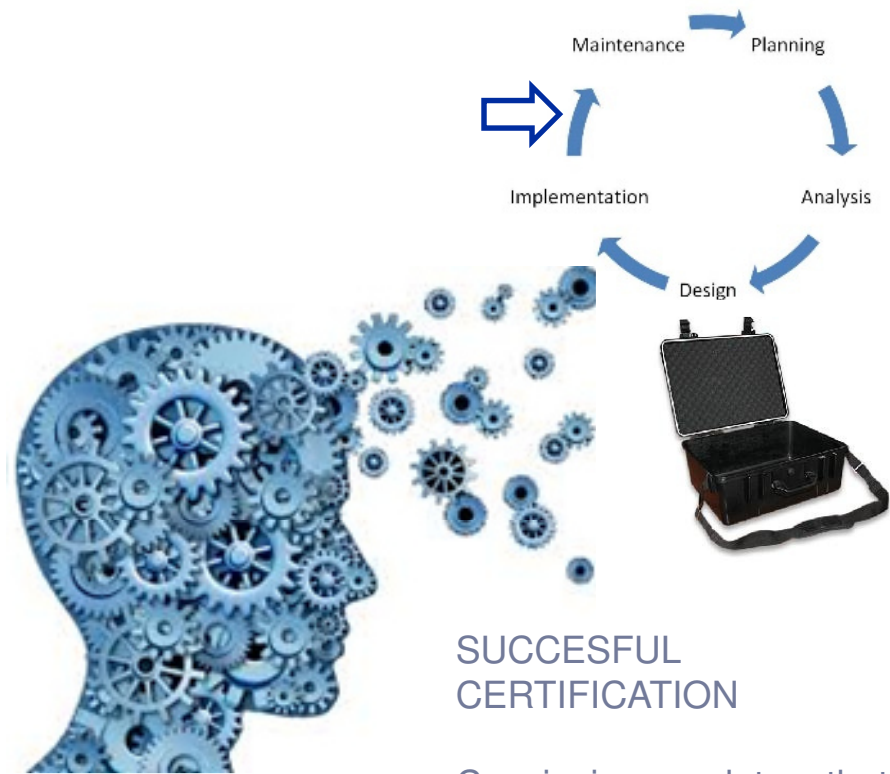 Maintenance Planning
Implementation Analysis
Design
SUCCESFUL
CERTIFICATION